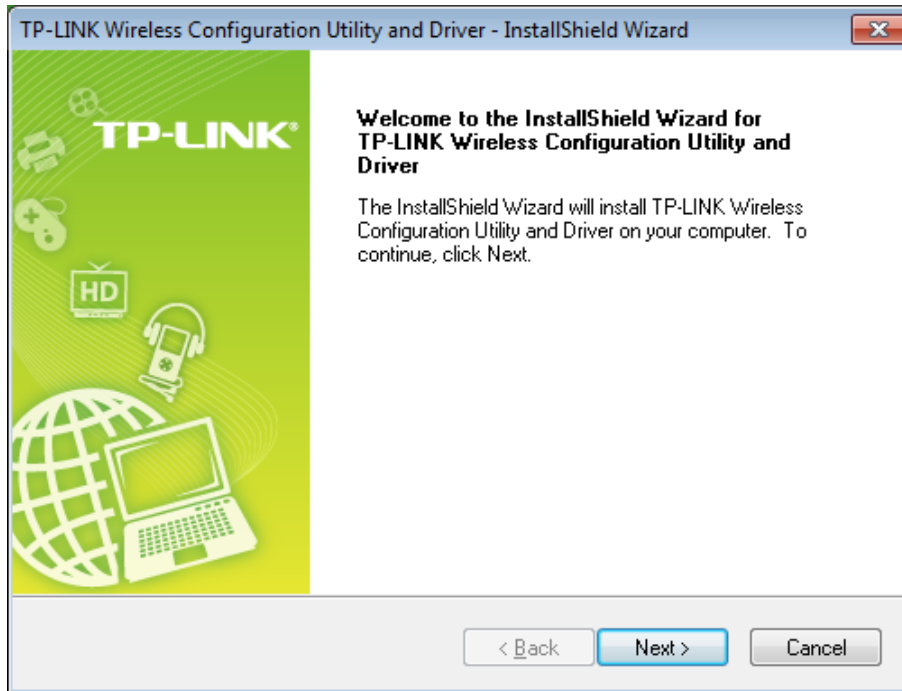 TP-LINK Wireless Configuration Utility and Driver - InstallShield Wizard
TP-LINK®
Welcome to the InstallShield Wizard for
TP-LINK Wireless Configuration Utility and
Driver
The InstallShield Wizard will install TP-LINK Wireless
Configuration Utility and Driver on your computer. To
continue, click Next.
HD
< Back
Next >
Cancel